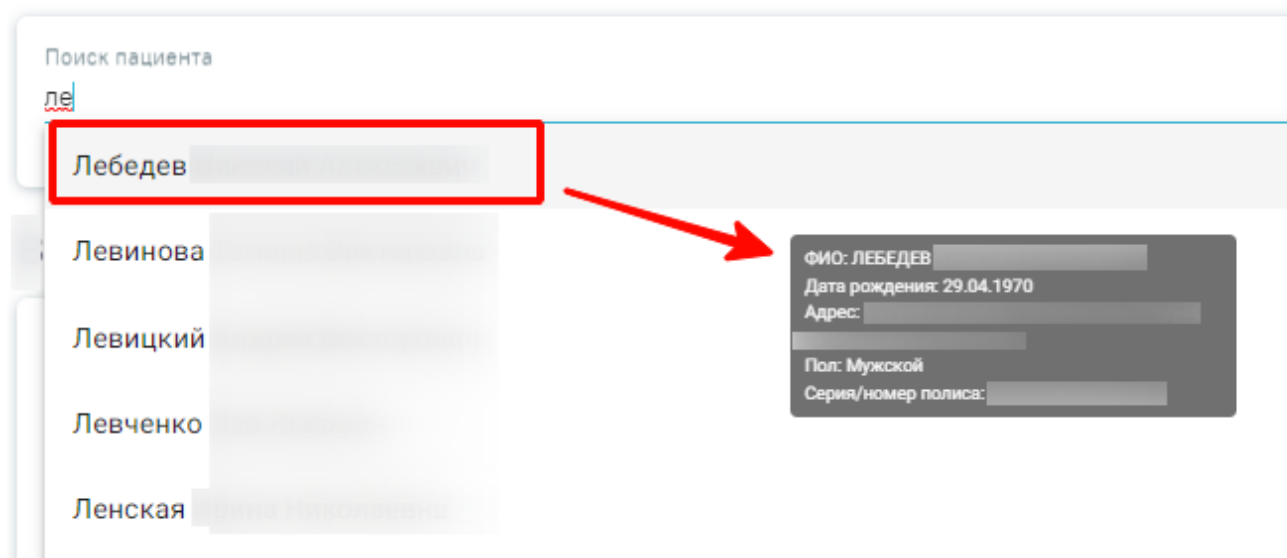 Поиск пациента
ле
Лебедев
Левинова
Левицкий
Левченко
Ленская
ФИО: ЛЕБЕДЕВ
Дата рождения: 29.04.1970
Адрес:
Пол: Мужской
Серия/номер полиса: